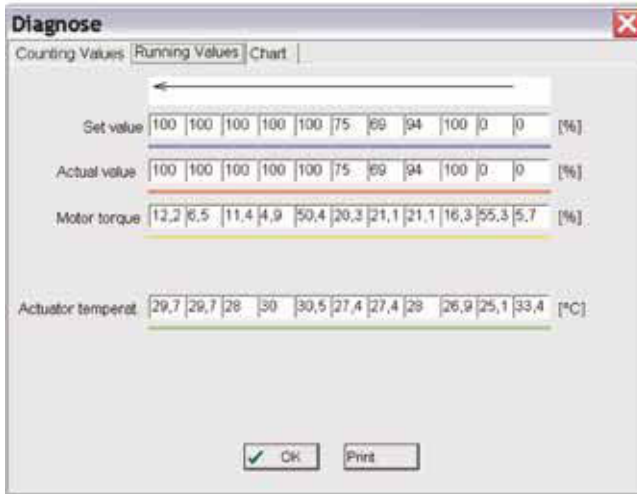 Diagnose
Counting Values Running Values Chart
Set value 100 100 100 100 100 75 69 94 100 0 0 [%]
Actual value 100 100 100 100 100 75 69 94 100 0 0 [%]
Motor torque 12,2 6,5 11,4 4,9 50,4 20,3 21,1 21,1 16,3 55,3 5,7 [%]
Actuator temperat. 29,7 29,7 28 30 30,5 27,4 27,4 28 26,9 25,1 33,4 [°C]
OK Print